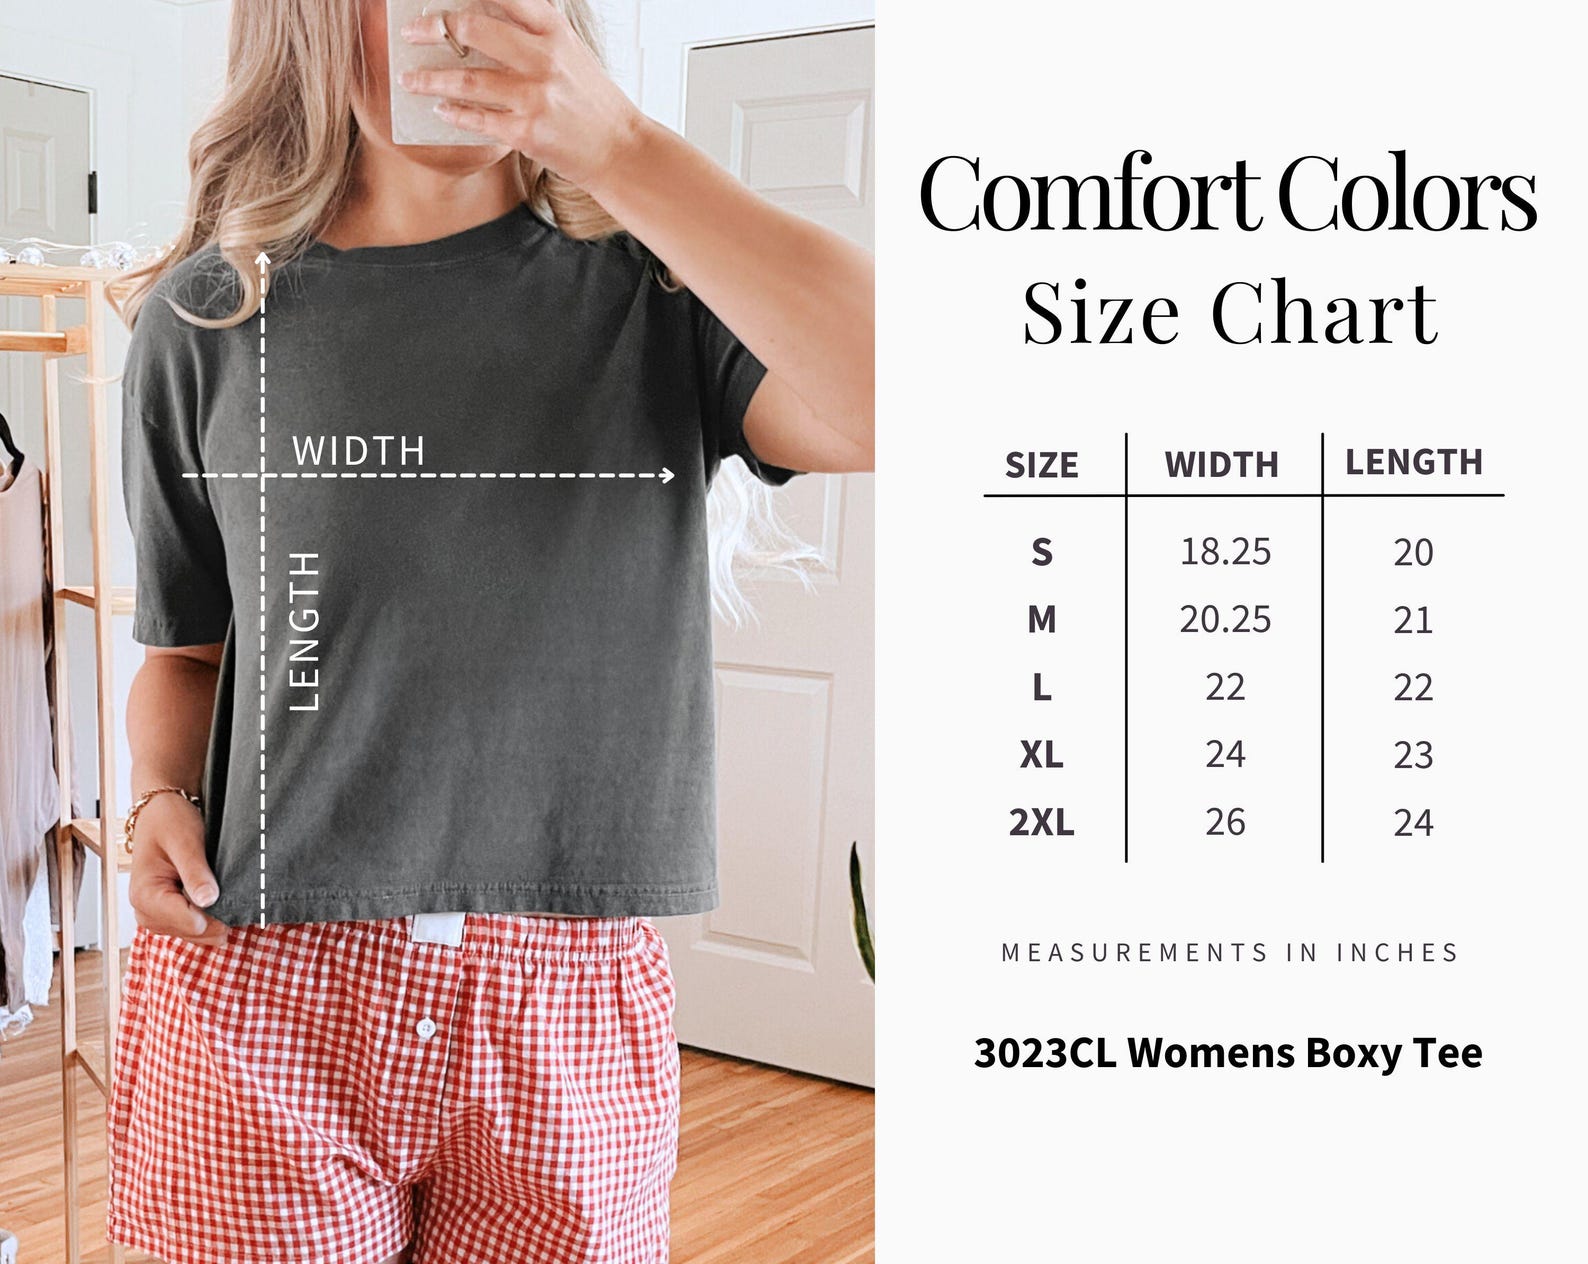 WIDTH
LENGTH
Comfort Colors
Size Chart
SIZE WIDTH LENGTH
S 18.25 20
M 20.25 21
L 22 22
XL 24 23
2XL 26 24
MEASUREMENTS IN INCHES
3023CL Womens Boxy Tee